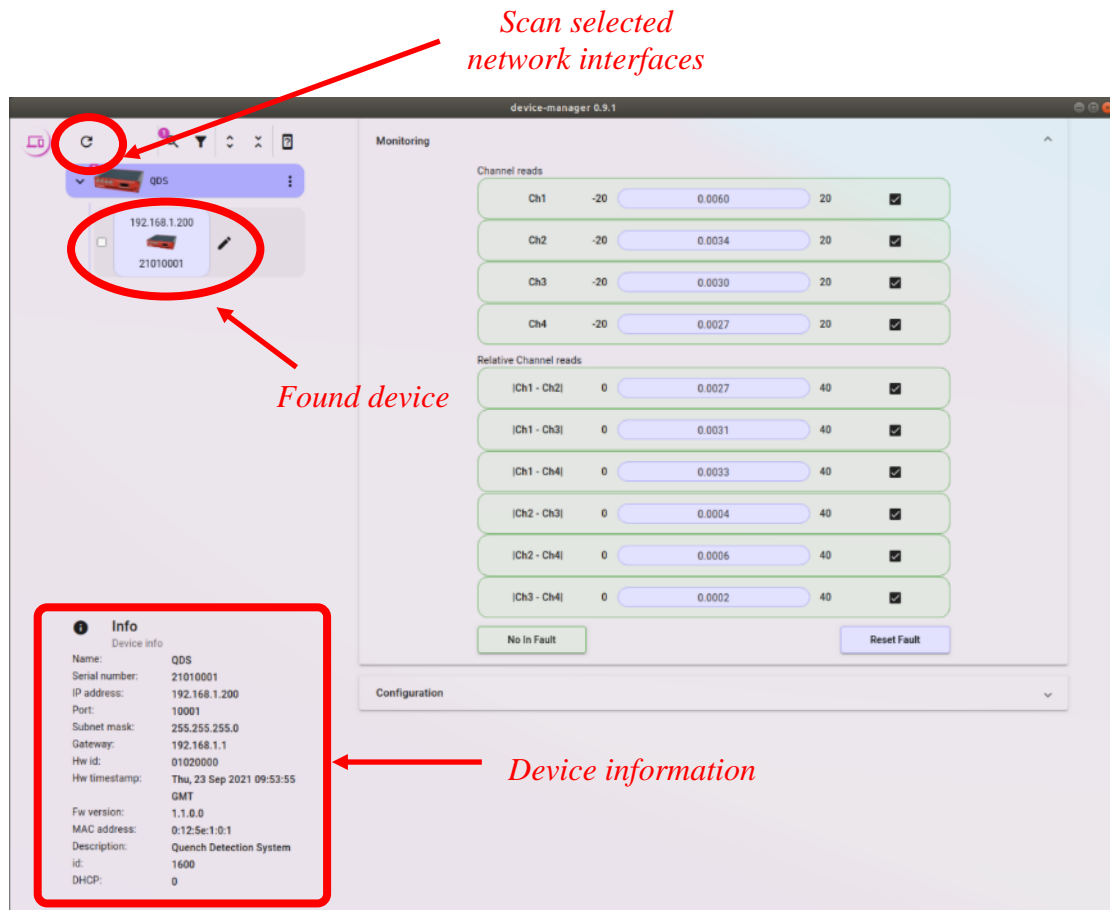 Scan selected
network interfaces
device-manager 0.9.1
1
QDS
192.168.1.200
21010001
Found device
Monitoring
Channel reads
Ch1 -20 0.0060 20
Ch2 -20 0.0034 20
Ch3 -20 0.0030 20
Ch4 -20 0.0027 20
Relative Channel reads
|Ch1 - Ch2| 0 0.0027 40
|Ch1 - Ch3| 0 0.0031 40
|Ch1 - Ch4| 0 0.0033 40
|Ch2 - Ch3| 0 0.0004 40
|Ch2 - Ch4| 0 0.0006 40
|Ch3 - Ch4| 0 0.0002 40
No In Fault Reset Fault
Configuration
Info
Device info
Name: QDS
Serial number: 21010001
IP address: 192.168.1.200
Port: 10001
Subnet mask: 255.255.255.0
Gateway: 192.168.1.1
Hw id: 01020000
Hw timestamp: Thu, 23 Sep 2021 09:53:55
GMT
Fw version: 1.1.0.0
MAC address: 0:12:5e:1:0:1
Description: Quench Detection System
id: 1600
DHCP: 0
Device information